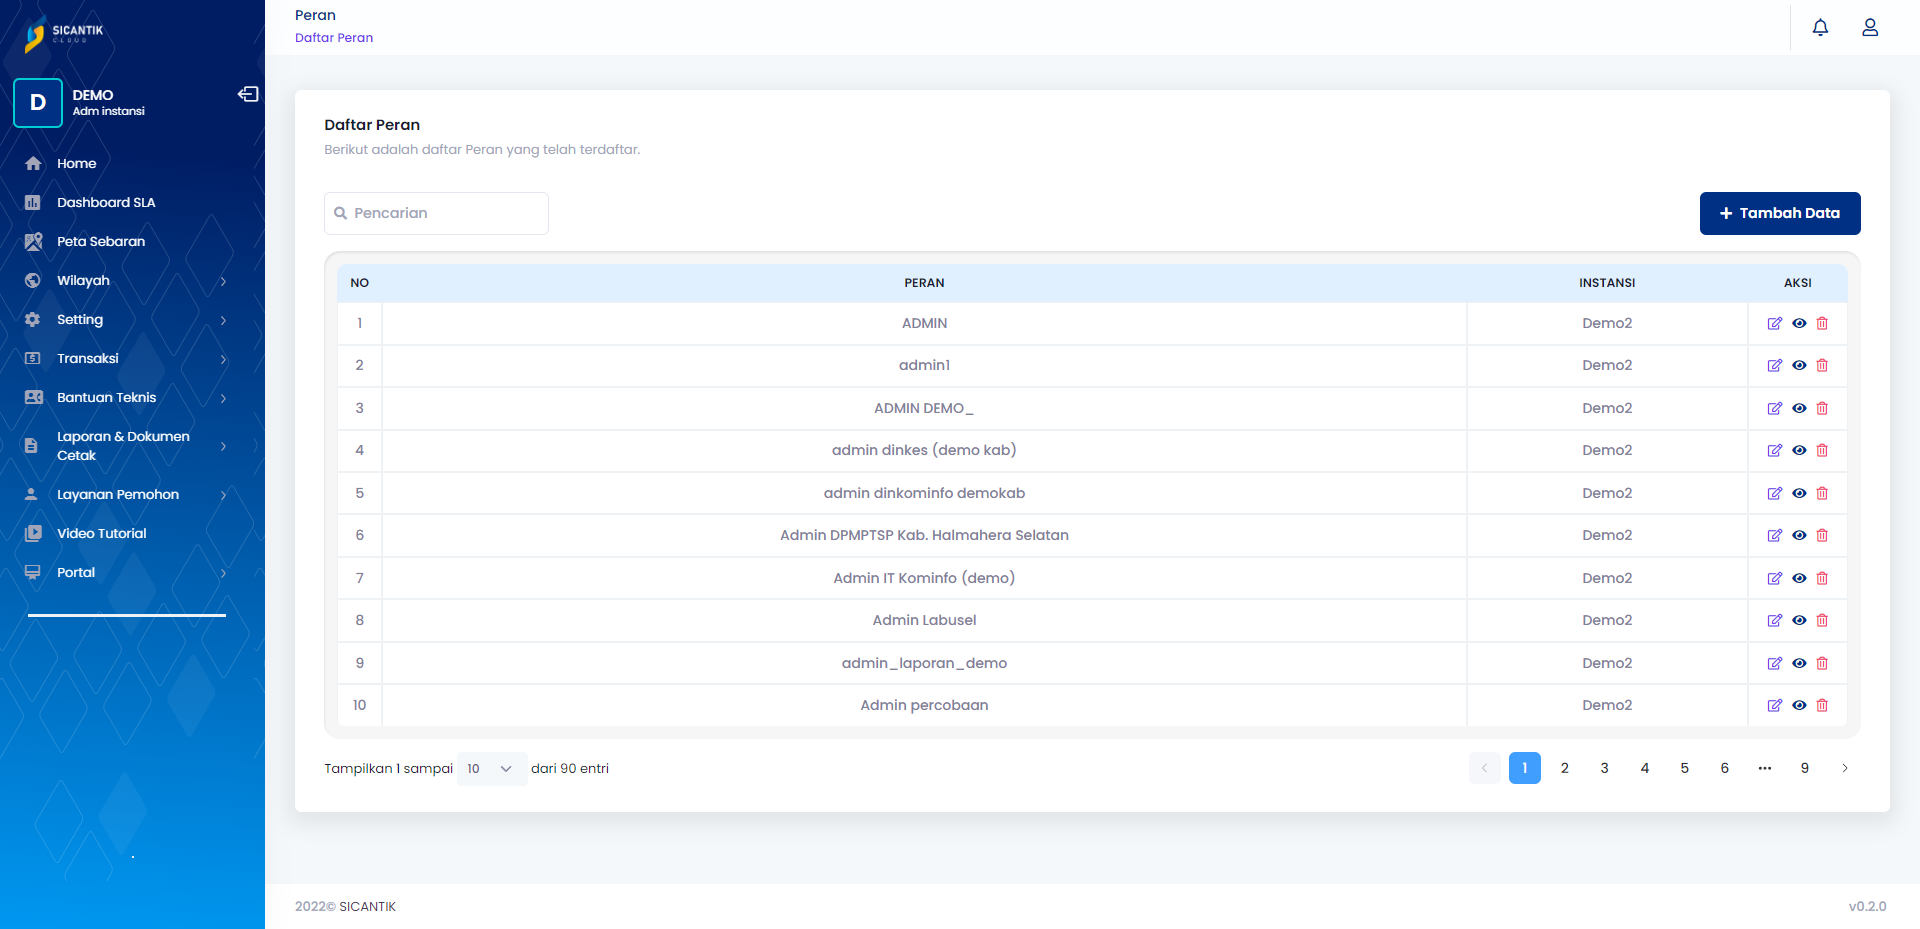 SICANTIK
CLOUD
D
DEMO
Adm instansi
Home
Dashboard SLA
Peta Sebaran
Wilayah
Setting
Transaksi
Bantuan Teknis
Laporan & Dokumen
Cetak
Layanan Pemohon
Video Tutorial
Portal
Peran
Daftar Peran
Daftar Peran
Berikut adalah daftar Peran yang telah terdaftar.
Pencarian
+ Tambah Data
NO PERAN INSTANSI AKSI
1 ADMIN Demo2
2 admin1 Demo2
3 ADMIN DEMO_ Demo2
4 admin dinkes (demo kab) Demo2
5 admin dinkominfo demokab Demo2
6 Admin DPMPTSP Kab. Halmahera Selatan Demo2
7 Admin IT Kominfo (demo) Demo2
8 Admin Labusel Demo2
9 admin_laporan_demo Demo2
10 Admin percobaan Demo2
Tampilkan 1 sampai 10 dari 90 entri
1 2 3 4 5 6 ••• 9
2022© SICANTIK
v0.2.0